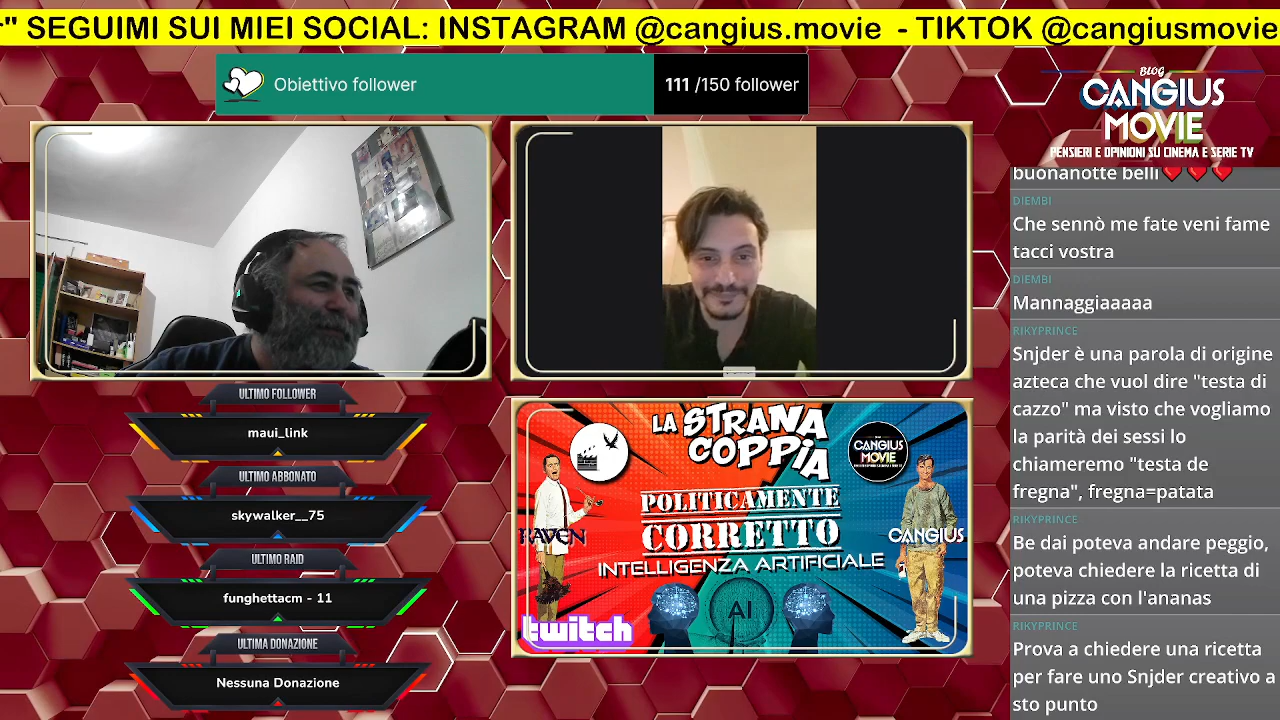 " SEGUIMI SUI MIEI SOCIAL: INSTAGRAM @cangius.movie - TIKTOK @cangiusmovie
Obiettivo follower
111 /150 follower
BLOG
CANGIUS
MOVIE
PENSIERI E OPINIONI SU CINEMA E SERIE TV
buonanotte belli❤️❤️❤️
DIEMBI
Che sennò me fate veni fame
tacci vostra
DIEMBI
Mannaggiaaaaa
RIKYPRINCE
Snjder è una parola di origine
azteca che vuol dire "testa di
cazzo" ma visto che vogliamo
la parità dei sessi lo
chiameremo "testa de
fregna", fregna=patata
RIKYPRINCE
Be dai poteva andare peggio,
poteva chiedere la ricetta di
una pizza con l'ananas
RIKYPRINCE
Prova a chiedere una ricetta
per fare uno Snjder creativo a
sto punto
ULTIMO FOLLOWER
maui_link
ULTIMO ABBONATO
skywalker__75
ULTIMO RAID
funghettacm - 11
ULTIMA DONAZIONE
Nessuna Donazione
LA STRANA
COPPIA
CANGIUS
MOVIE
POLITICAMENTE
CORRETTO
RAVEN
CANGIUS
INTELLIGENZA ARTIFICIALE
AI
twitch